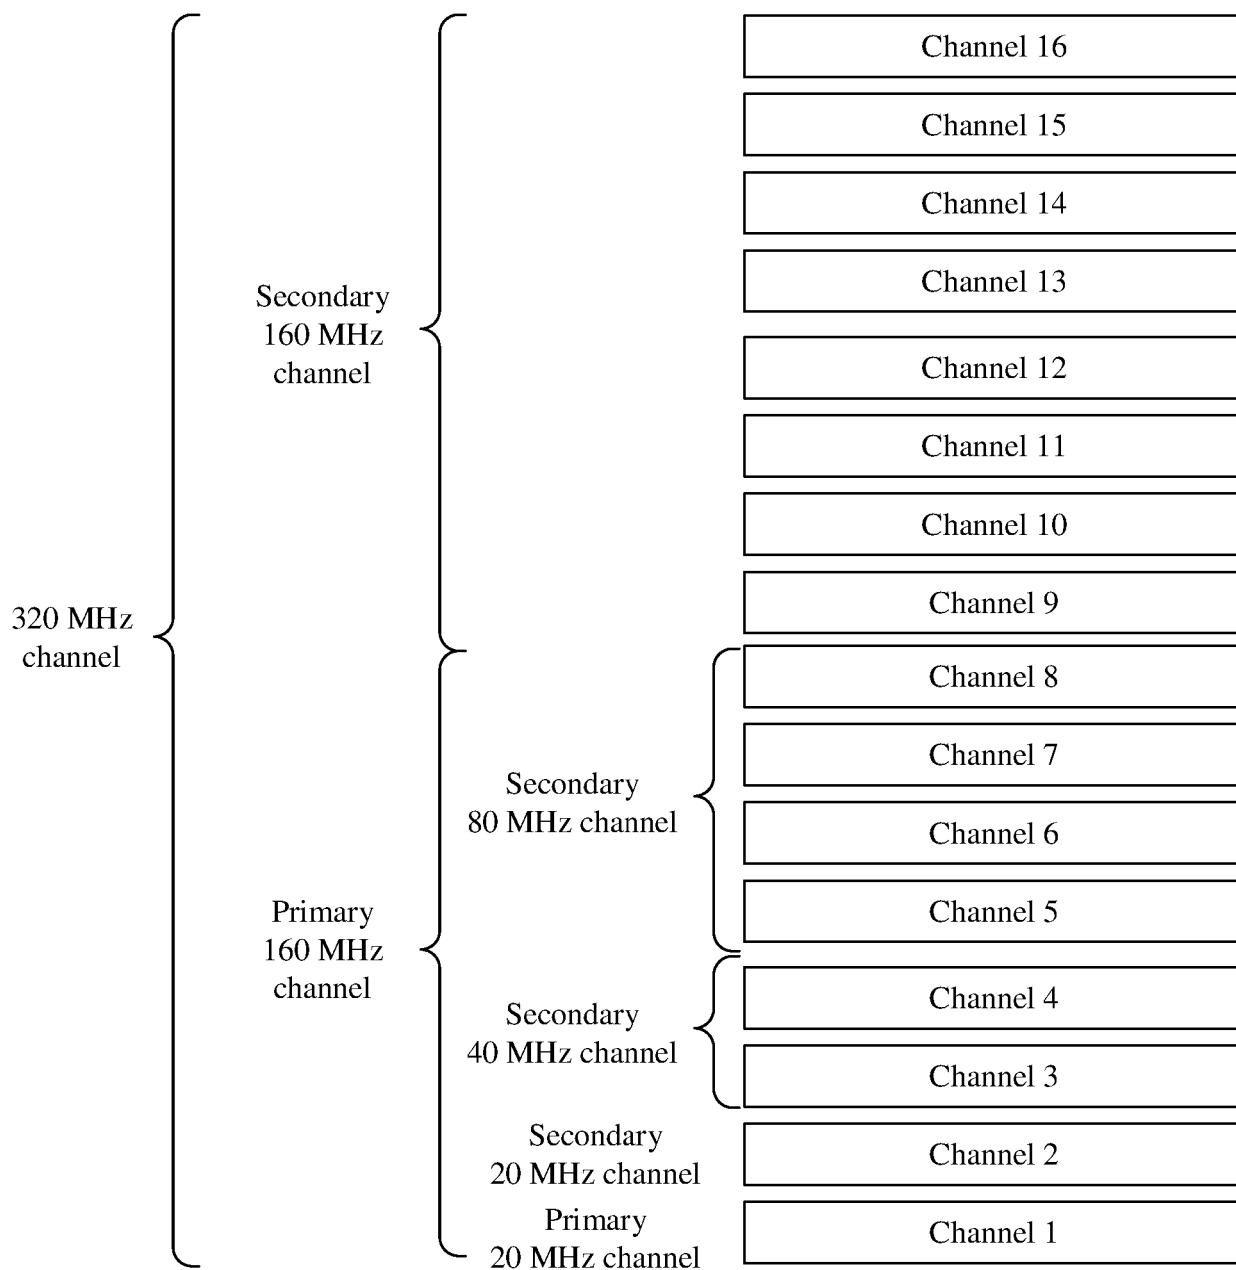 Channel 16
Channel 15
Channel 14
Channel 13
Secondary
160 MHz
channel
Channel 12
Channel 11
Channel 10
Channel 9
320 MHz
channel
Channel 8
Channel 7
Secondary
80 MHz channel
Channel 6
Channel 5
Primary
160 MHz
channel
Channel 4
Secondary
40 MHz channel
Channel 3
Secondary
20 MHz channel
Channel 2
Primary
20 MHz channel
Channel 1